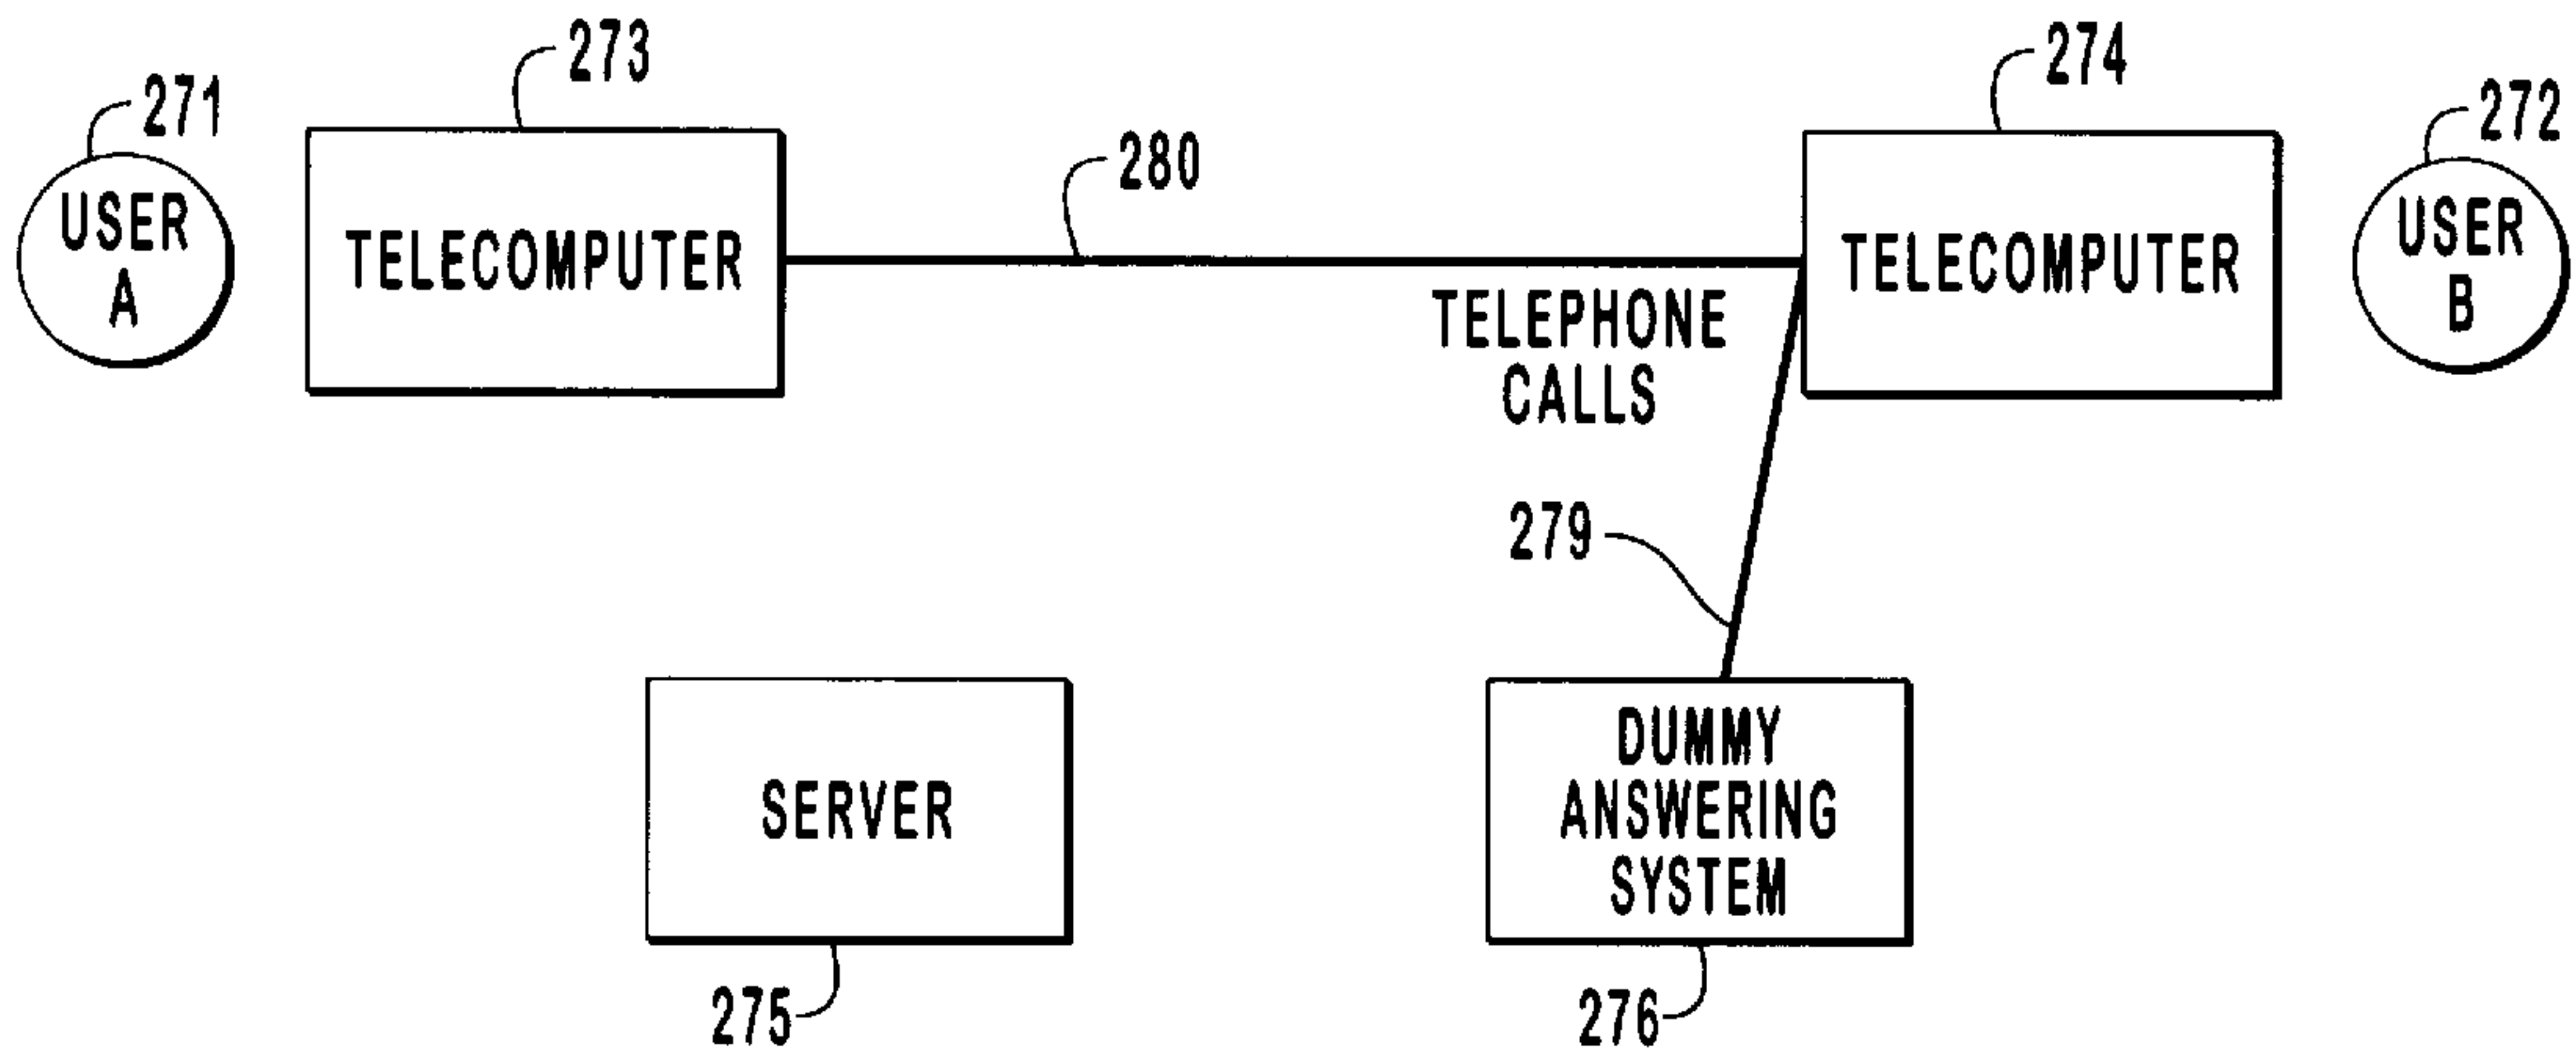 273
274
271
272
280
USER
A
TELECOMPUTER
TELECOMPUTER
USER
B
TELEPHONE
CALLS
279
SERVER
DUMMY
ANSWERING
SYSTEM
275
276